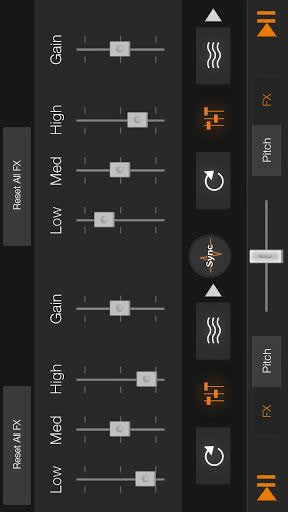 Reset All FX
Reset All FX
Low
Med
High
Gain
Low
Med
High
Gain
Sync
FX
Pitch
Pitch
FX